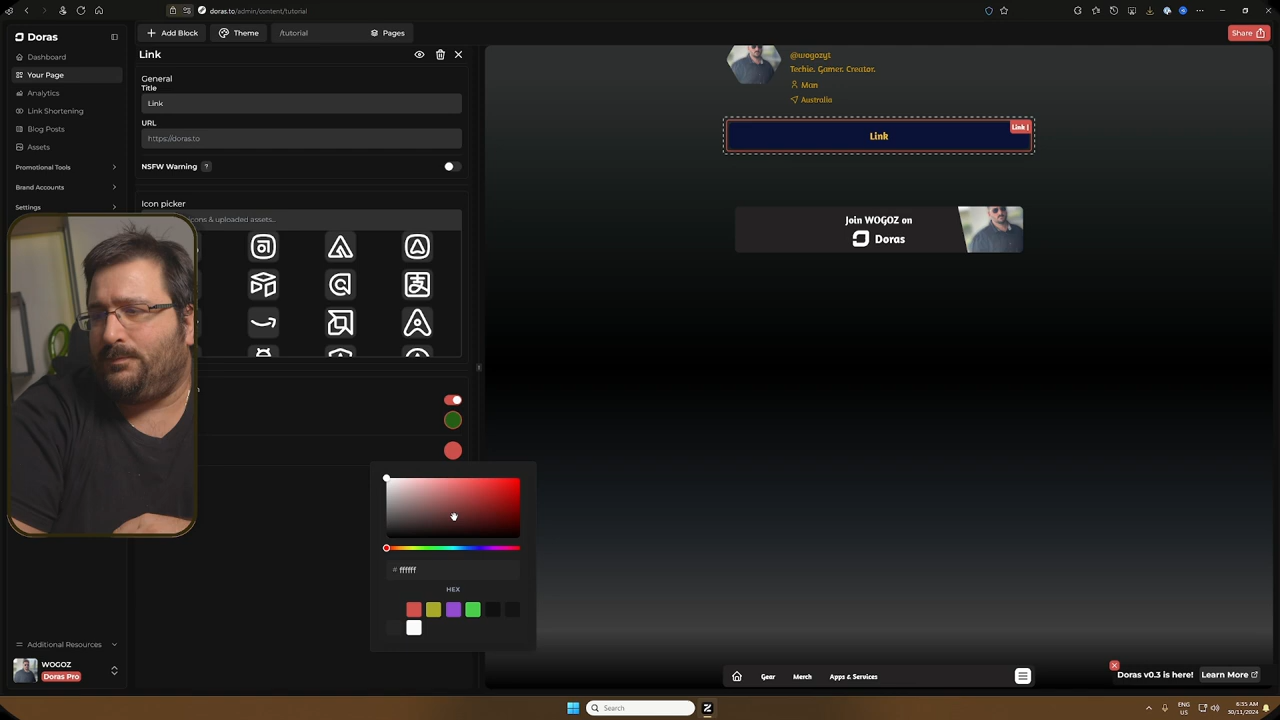 doras.to/admin/content/tutorial
Doras
Add Block
Theme
/tutorial
Pages
Share
Dashboard
Your Page
Analytics
Link Shortening
Blog Posts
Assets
Promotional Tools
Brand Accounts
Settings
Link
General
Title
Link
URL
https://doras.to
NSFW Warning ?
Icon picker
icons & uploaded assets...
# ffffff
HEX
@wogozyt
Techie. Gamer. Creator.
Man
Australia
Link |
Link
Join WOGOZ on
Doras
Gear
Merch
Apps & Services
Doras v0.3 is here!
Learn More
Additional Resources
WOGOZ
Doras Pro
Search
ENG
US
6:35 AM
30/11/2024